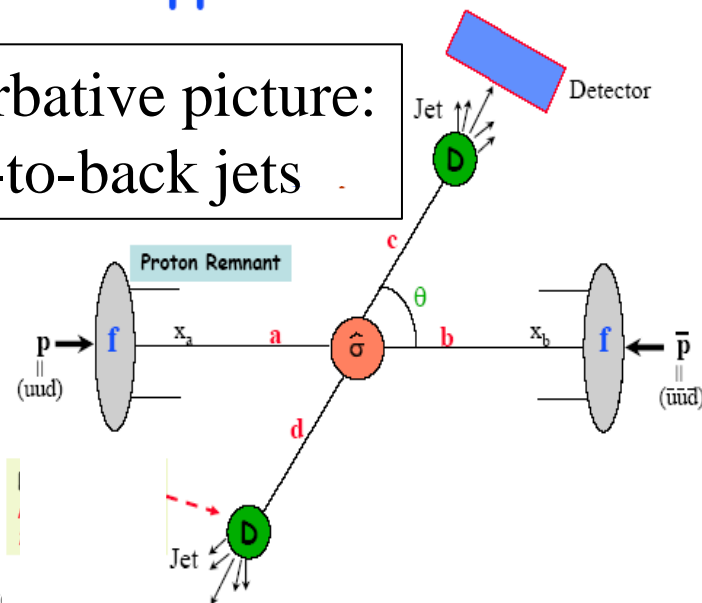 rbative picture:
-to-back jets
Detector
Jet
D
c
Proton Remnant
θ
p
f
x_a
a
σ̂
b
x_b
f
p̄
||
(uud)
||
(ūūd̄)
d
D
Jet